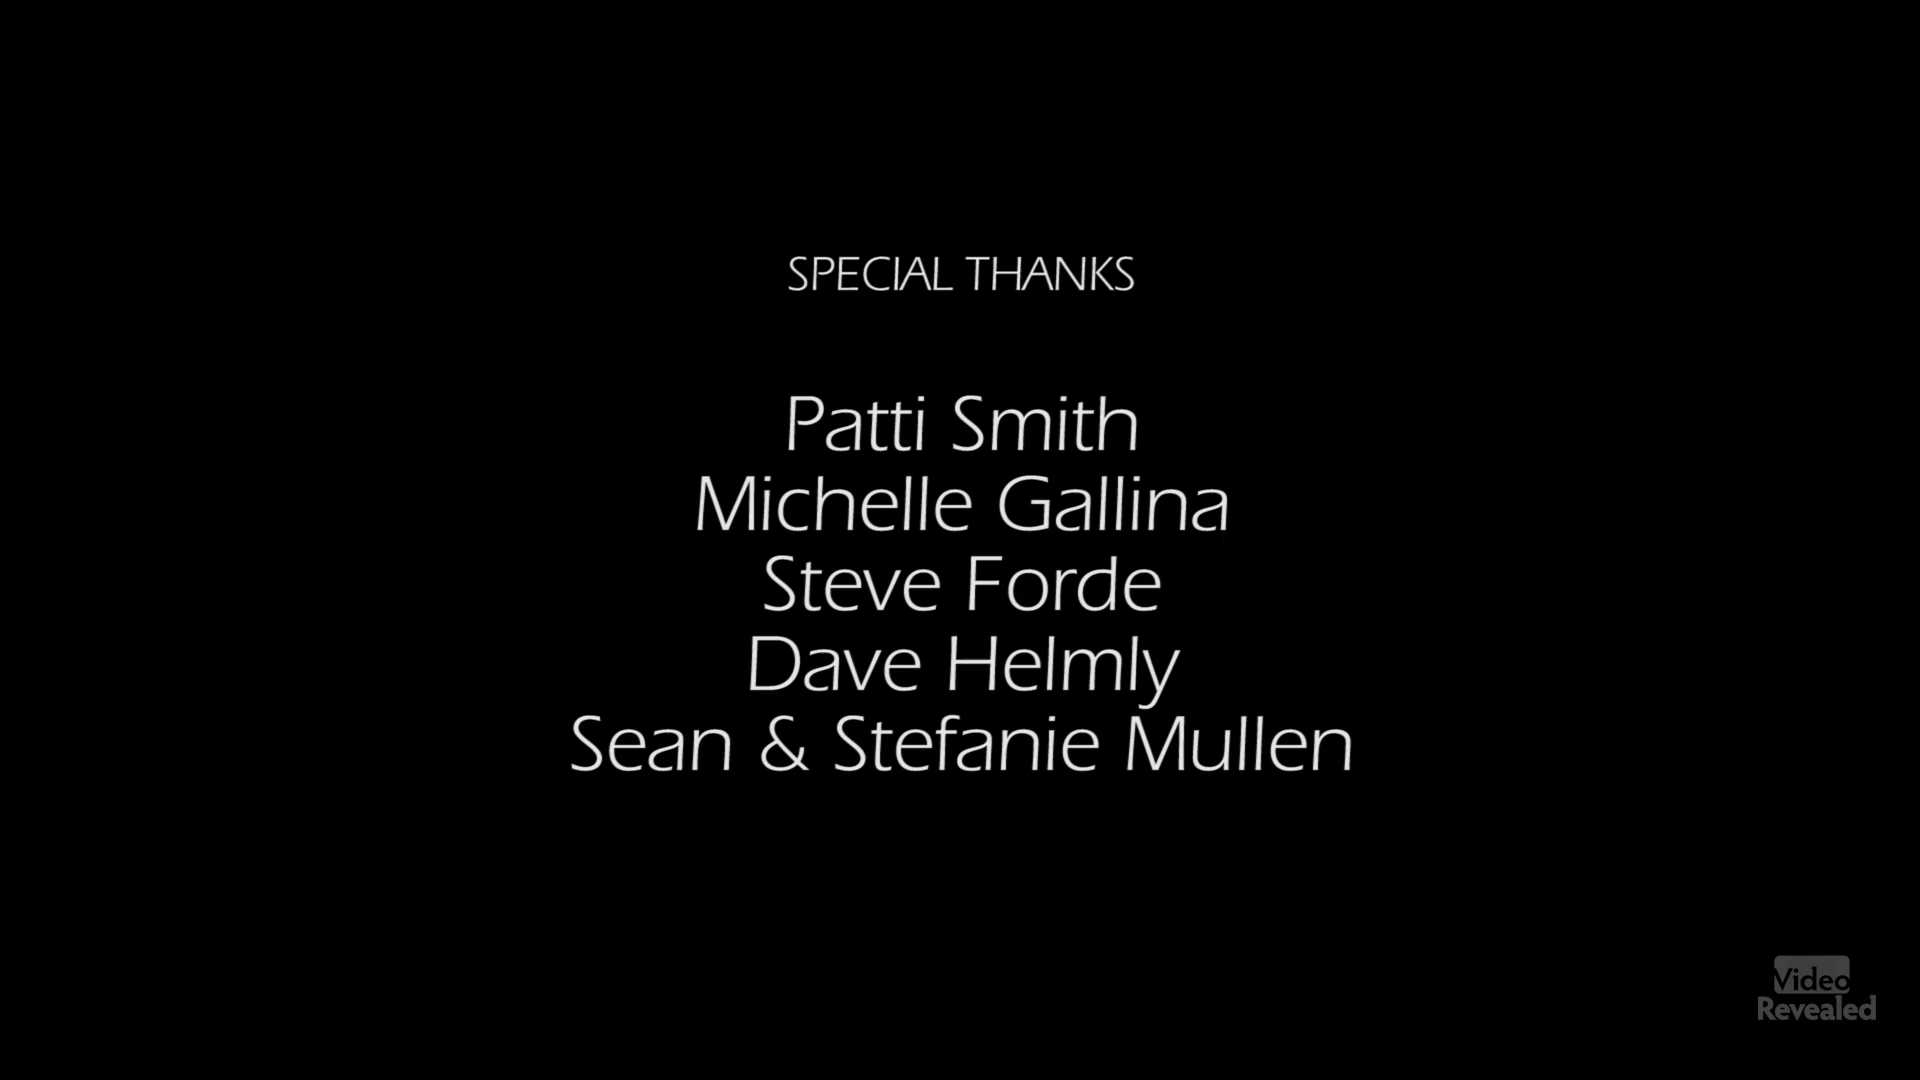 SPECIAL THANKS
Patti Smith
Michelle Gallina
Steve Forde
Dave Helmly
Sean & Stefanie Mullen
Video
Revealed